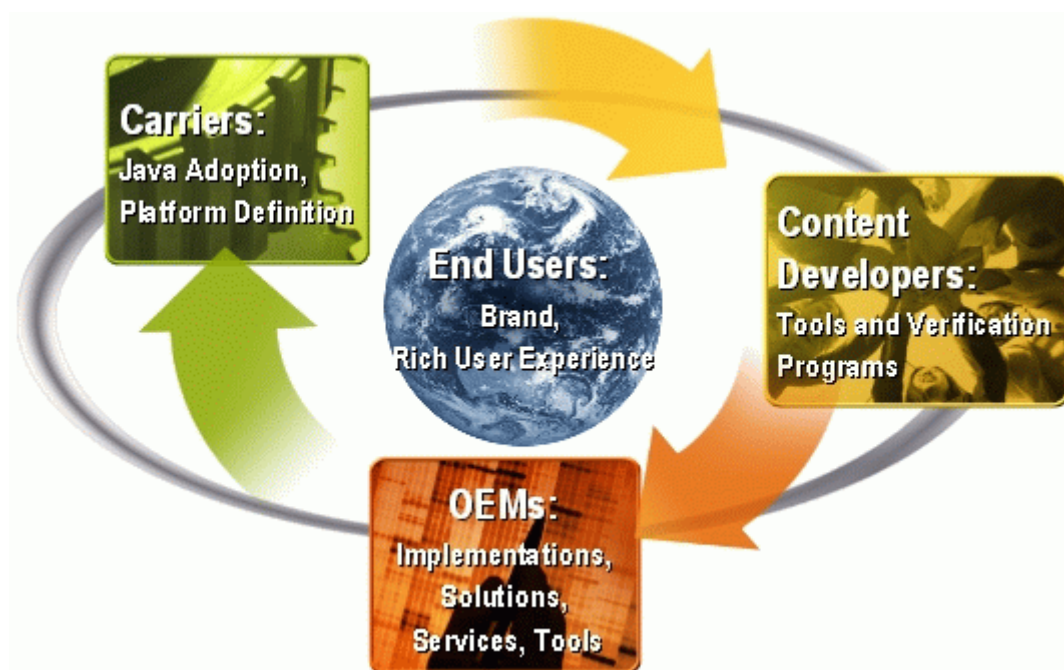 Carriers:
Java Adoption,
Platform Definition
Content
Developers:
Tools and Verification
Programs
End Users:
Brand,
Rich User Experience
OEMs:
Implementations,
Solutions,
Services, Tools